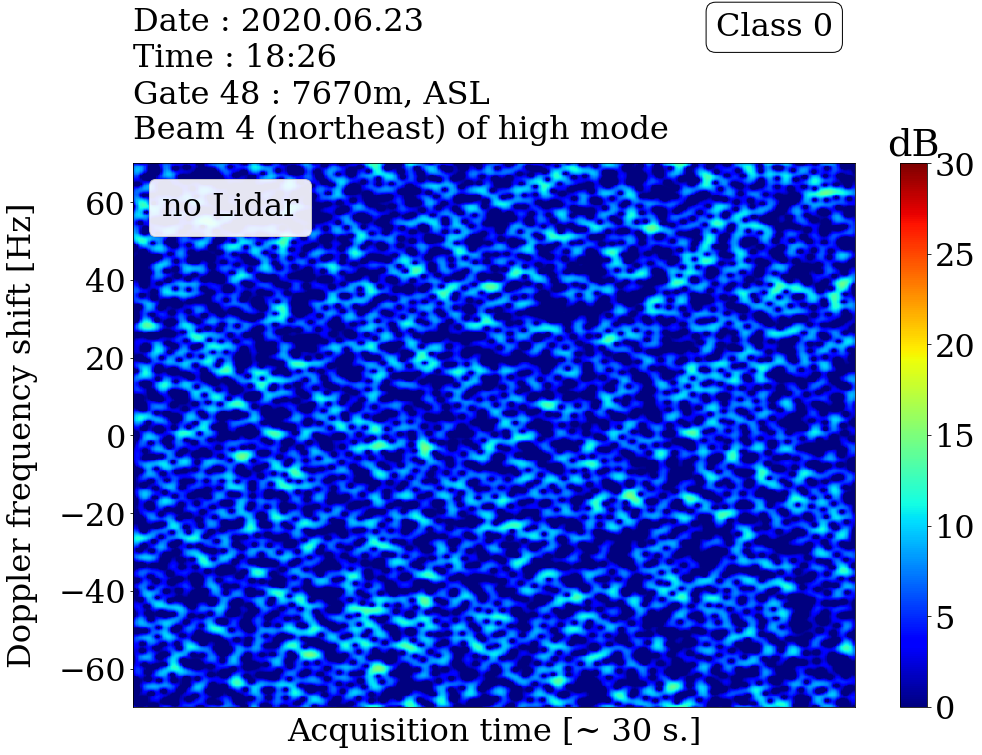 Date : 2020.06.23
Time : 18:26
Gate 48 : 7670m, ASL
Beam 4 (northeast) of high mode
Class 0
dB
no Lidar
Doppler frequency shift [Hz]
60
40
20
0
−20
−40
−60
30
25
20
15
10
5
0
Acquisition time [~ 30 s.]